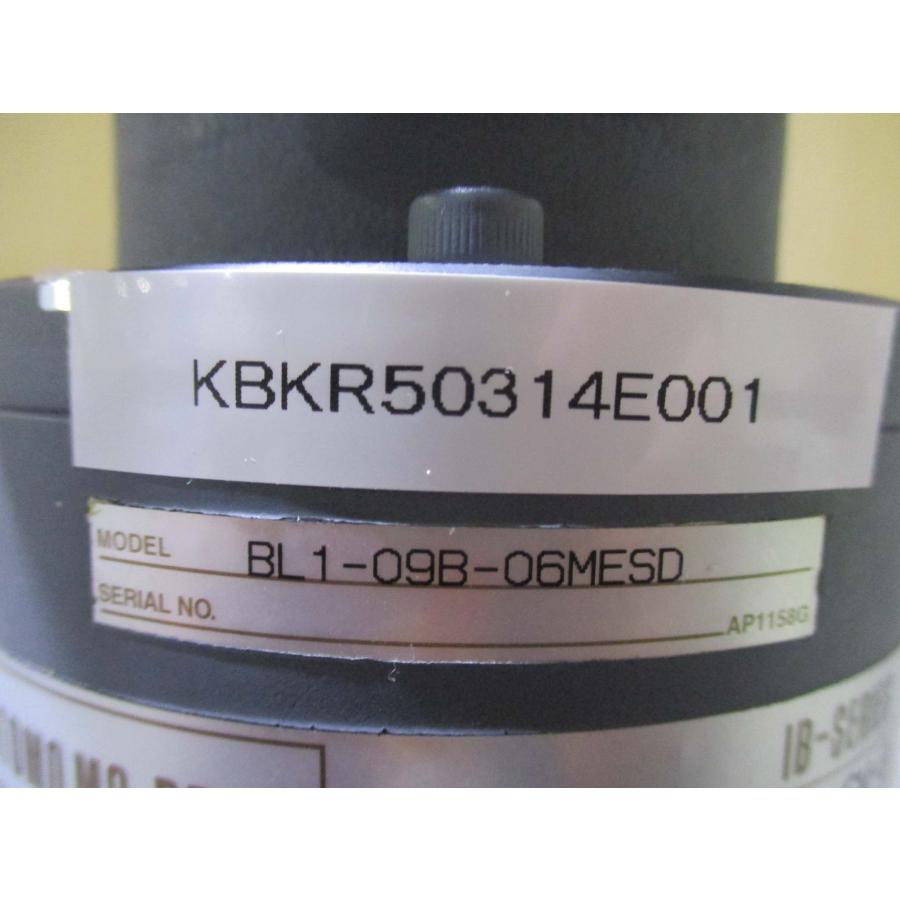 KBKR50314E001
MODEL BL1-09B-06MESD
SERIAL NO.
AP1158G